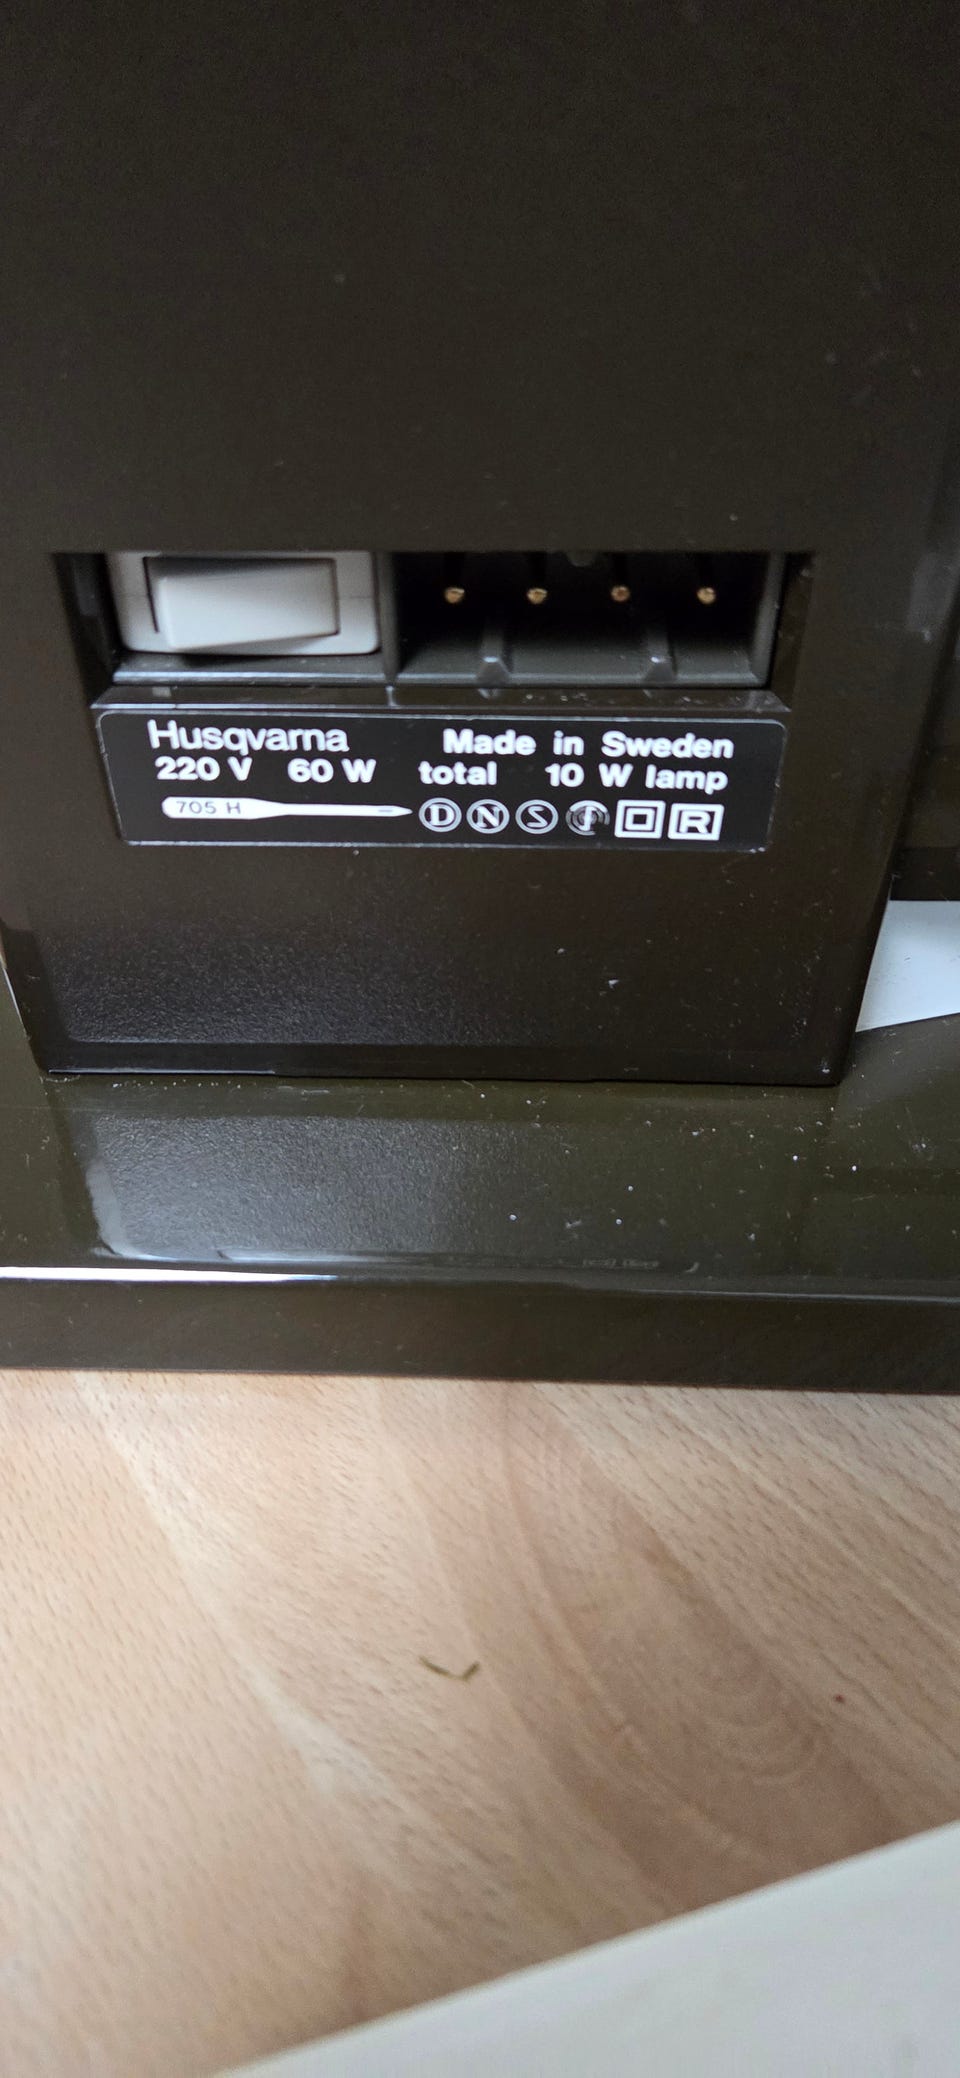 Husqvarna Made in Sweden
220 V 60 W total 10 W lamp
705 H D N S F R